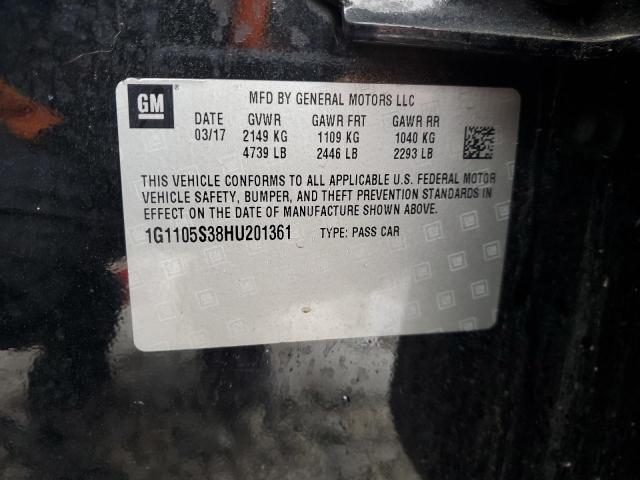 GM
MFD BY GENERAL MOTORS LLC
DATE GVWR GAWR FRT GAWR RR
03/17 2149 KG 1109 KG 1040 KG
4739 LB 2446 LB 2293 LB
THIS VEHICLE CONFORMS TO ALL APPLICABLE U.S. FEDERAL MOTOR
VEHICLE SAFETY, BUMPER, AND THEFT PREVENTION STANDARDS IN
EFFECT ON THE DATE OF MANUFACTURE SHOWN ABOVE.
1G1105S38HU201361 TYPE: PASS CAR